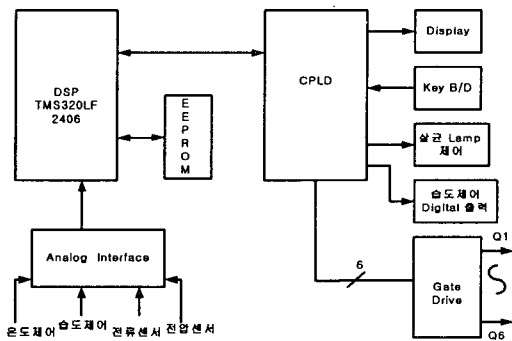 DSP
TMS320LF
2406
EEPROM
CPLD
Display
Key B/D
살균 Lamp
제어
습도제어
Digital 출력
Analog Interface
온도제어
습도제어
전류센서
전압센서
6
Gate
Drive
Q1
Q6